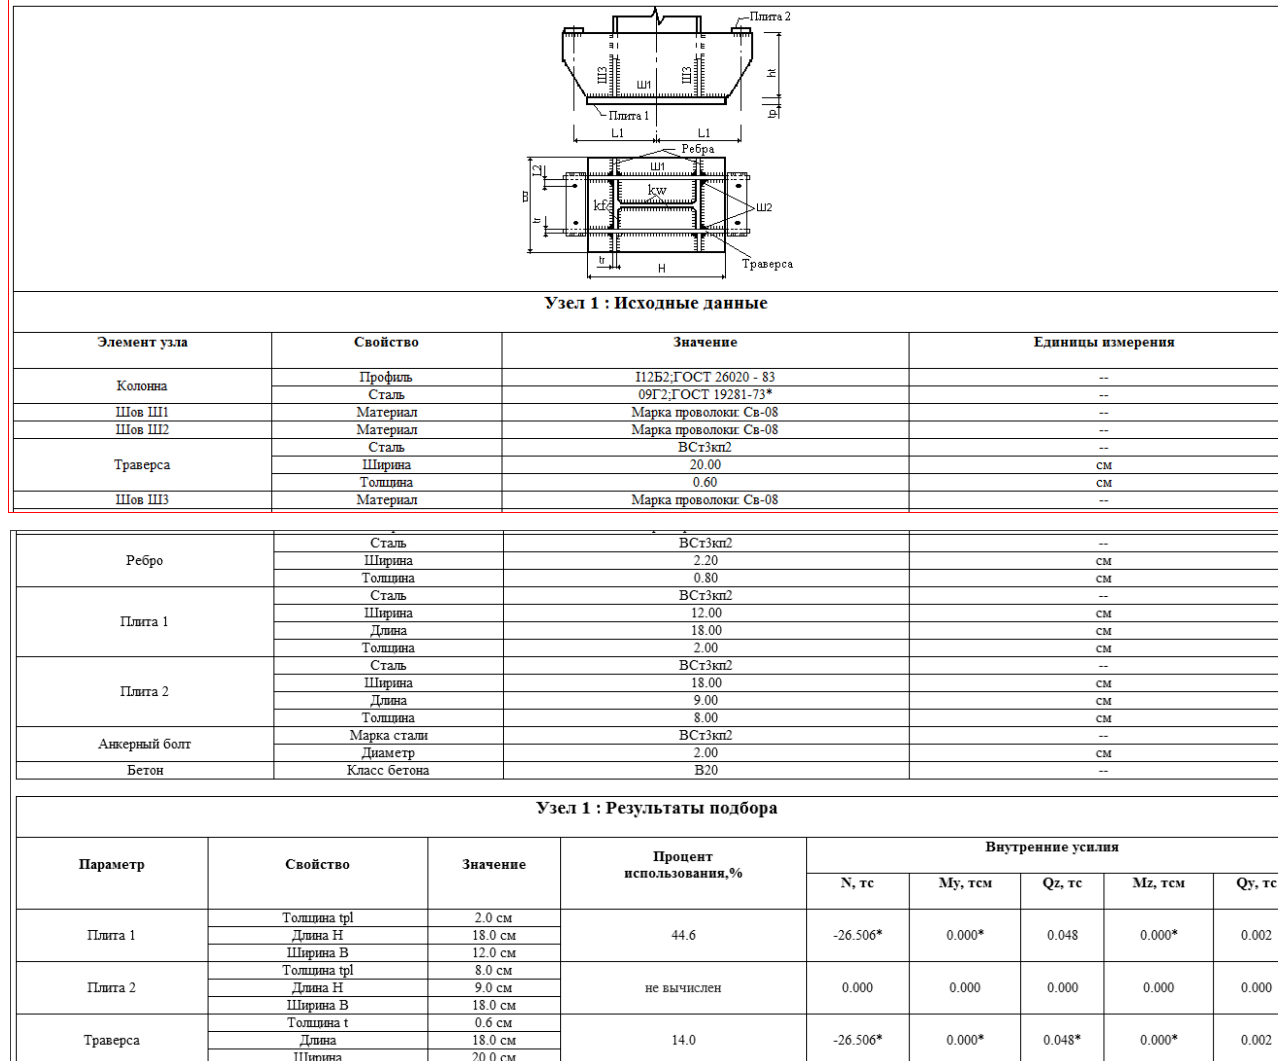 Плита 2
Ш3
Ш3
Ш1
ht
Плита 1
tp
L1
L1
Ребра
Ш1
L2
B
kw
kf
Ш2
tr
tr
H
Траверса
Узел 1 : Исходные данные
Элемент узла Свойство Значение Единицы измерения
Колонна Профиль I12Б2;ГОСТ 26020 - 83 --
Сталь 09Г2;ГОСТ 19281-73* --
Шов Ш1 Материал Марка проволоки: Св-08 --
Шов Ш2 Материал Марка проволоки: Св-08 --
Траверса Сталь ВСт3кп2 --
Ширина 20.00 см
Толщина 0.60 см
Шов Ш3 Материал Марка проволоки: Св-08 --
Ребро Сталь ВСт3кп2 --
Ширина 2.20 см
Толщина 0.80 см
Плита 1 Сталь ВСт3кп2 --
Ширина 12.00 см
Длина 18.00 см
Толщина 2.00 см
Плита 2 Сталь ВСт3кп2 --
Ширина 18.00 см
Длина 9.00 см
Толщина 8.00 см
Анкерный болт Марка стали ВСт3кп2 --
Диаметр 2.00 см
Бетон Класс бетона B20 --
Узел 1 : Результаты подбора
Параметр Свойство Значение Процент использования,% Внутренние усилия
N, тс My, тсм Qz, тс Mz, тсм Qy, тс
Плита 1 Толщина tpl 2.0 см 44.6 -26.506* 0.000* 0.048 0.000* 0.002
Длина H 18.0 см
Ширина B 12.0 см
Плита 2 Толщина tpl 8.0 см не вычислен 0.000 0.000 0.000 0.000 0.000
Длина H 9.0 см
Ширина B 18.0 см
Траверса Толщина t 0.6 см 14.0 -26.506* 0.000* 0.048* 0.000* 0.002
Длина 18.0 см
Ширина 20.0 см